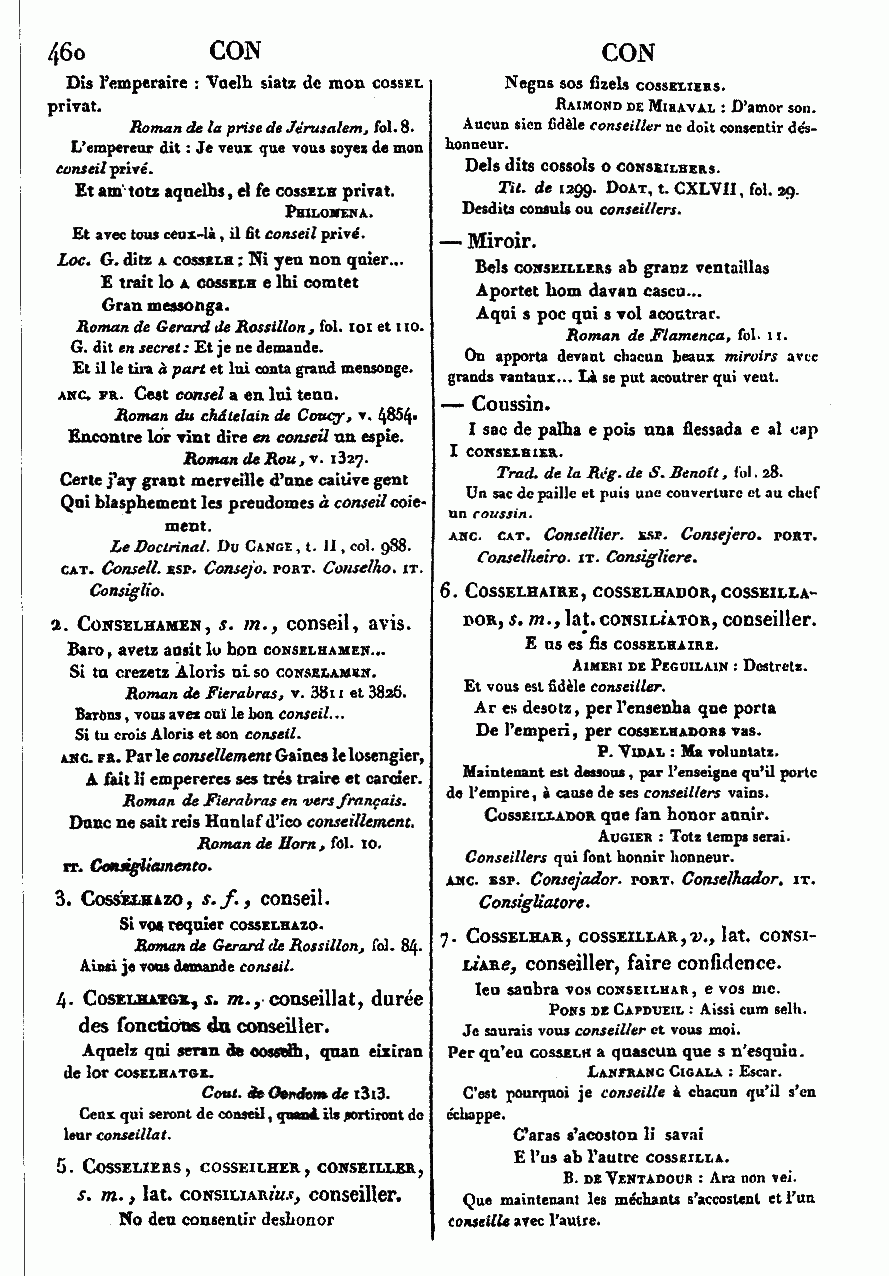 460 CON CON
Dis l'emperaire : Vuelh siatz de mon COSSEL
privat.
Roman de la prise de Jérusalem, fol. 8.
L'empereur dit : Je veux que vous soyez de mon
conseil privé.
Et am totz aquelhs, el fe COSSELH privat.
PHILOMENA.
Et avec tous ceux-là, il fit conseil privé.
Loc. G. ditz A COSSELH : Ni yeu non quier...
E trait lo A COSSELH e lhi comtet
Gran messonga.
Roman de Gerard de Rossillon, fol. 101 et 110.
G. dit en secret : Et je ne demande.
Et il le tira à part et lui conta grand mensonge.
ANC. FR. Cest consel a en lui tenu.
Roman du châtelain de Coucy, v. 4854.
Encontre lor vint dire en conseil un espie.
Roman de Rou, v. 1327.
Certe j'ay grant merveille d'une caitive gent
Qui blasphement les preudomes à conseil coie-
ment.
Le Doctrinal. DU CANGE, t. II, col. 988.
CAT. Consell. ESP. Consejo. PORT. Conselho. IT.
Consiglio.
2. CONSELHAMEN, s. m., conseil, avis.
Baro, avetz ausit lo bon CONSELHAMEN...
Si tu crezetz Aloris ni so CONSELAMEN.
Roman de Fierabras, v. 3811 et 3826.
Barons, vous avez ouï le bon conseil...
Si tu crois Aloris et son conseil.
ANC. FR. Par le consellement Gaines le losengier,
A fait li empereres ses trés traire et carcier.
Roman de Fierabras en vers français.
Dunc ne sait reis Hunlaf d'ico conseillement.
Roman de Horn, fol. 10.
IT. Consigliamento.
3. COSSELHAZO, s. f., conseil.
Si vos requier COSSELHAZO.
Roman de Gerard de Rossillon, fol. 84.
Ainsi je vous demande conseil.
4. COSELHATGE, s. m., conseillat, durée
des fonctions du conseiller.
Aquelz qui seran de cosselh, quan eixiran
de lor COSELHATGE.
Cout. de Condom de 1313.
Ceux qui seront de conseil, quand ils sortiront de
leur conseillat.
5. COSSELIERS, COSSEILHER, CONSEILLER,
s. m., lat. CONSILIARius, conseiller.
No deu consentir deshonor
Negus sos fizels COSSELIERS.
RAIMOND DE MIRAVAL : D'amor son.
Aucun sien fidèle conseiller ne doit consentir dés-
honneur.
Dels dits cossols o CONSEILHERS.
Tit. de 1299. DOAT, t. CXLVII, fol. 29.
Desdits consuls ou conseillers.
— Miroir.
Bels CONSEILLERS ab granz ventaillas
Aportet hom davan cascu...
Aqui s poc qui s vol acoutrar.
Roman de Flamenca, fol. 11.
On apporta devant chacun beaux miroirs avec
grands vantaux... Là se put acoutrer qui veut.
— Coussin.
I sac de palha e pois una flessada e al cap
I CONSELHIER.
Trad. de la Rég. de S. Benoît, fol. 28.
Un sac de paille et puis une couverture et au chef
un coussin.
ANC. CAT. Consellier. ESP. Consejero. PORT.
Conselheiro. IT. Consigliere.
6. COSSELHAIRE, COSSELHADOR, COSSEILLA-
DOR, s. m., lat. CONSILiATOR, conseiller.
E us es fis COSSELHAIRE.
AIMERI DE PEGUILAIN : Destretz.
Et vous est fidèle conseiller.
Ar es desotz, per l'ensenha que porta
De l'emperi, per COSSELHADORS vas.
P. VIDAL : Ma voluntatz.
Maintenant est dessous, par l'enseigne qu'il porte
de l'empire, à cause de ses conseillers vains.
COSSEILLADOR que fan honor aunir.
AUGIER : Totz temps serai.
Conseillers qui font honnir honneur.
ANC. ESP. Consejador. PORT. Conselhador. IT.
Consigliatore.
7. COSSELHAR, COSSEILLAR, v., lat. CONSI-
LiARe, conseiller, faire confidence.
Ieu saubra vos CONSEILHAR, e vos me.
PONS DE CAPDUEIL : Aissi cum selh.
Je saurais vous conseiller et vous moi.
Per qu'eu COSSELH a quascun que s n'esquiu.
LANFRANC CIGALA : Escur.
C'est pourquoi je conseille à chacun qu'il s'en
échappe.
C'aras s'acoston li savai
E l'us ab l'autre COSSEILLA.
B. DE VENTADOUR : Ara non vei.
Que maintenant les méchants s'accostent et l'un
conseille avec l'autre.